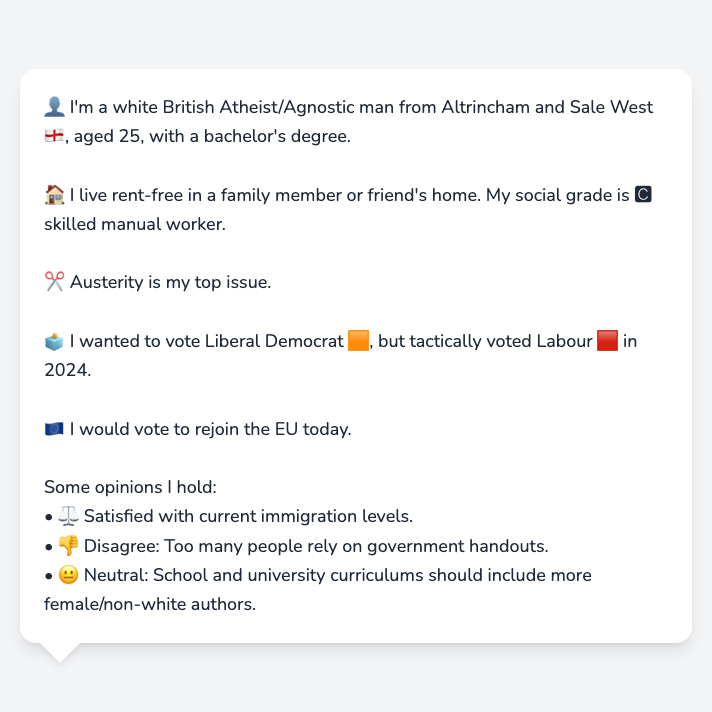 👤 I'm a white British Atheist/Agnostic man from Altrincham and Sale West
🏴󠁧󠁢󠁥󠁮󠁧󠁿, aged 25, with a bachelor's degree.
🏠 I live rent-free in a family member or friend's home. My social grade is C
skilled manual worker.
✂️ Austerity is my top issue.
🗳️ I wanted to vote Liberal Democrat 🟧, but tactically voted Labour 🟥 in
2024.
🇪🇺 I would vote to rejoin the EU today.
Some opinions I hold:
• ⚖️ Satisfied with current immigration levels.
• 👎 Disagree: Too many people rely on government handouts.
• 😐 Neutral: School and university curriculums should include more
female/non-white authors.